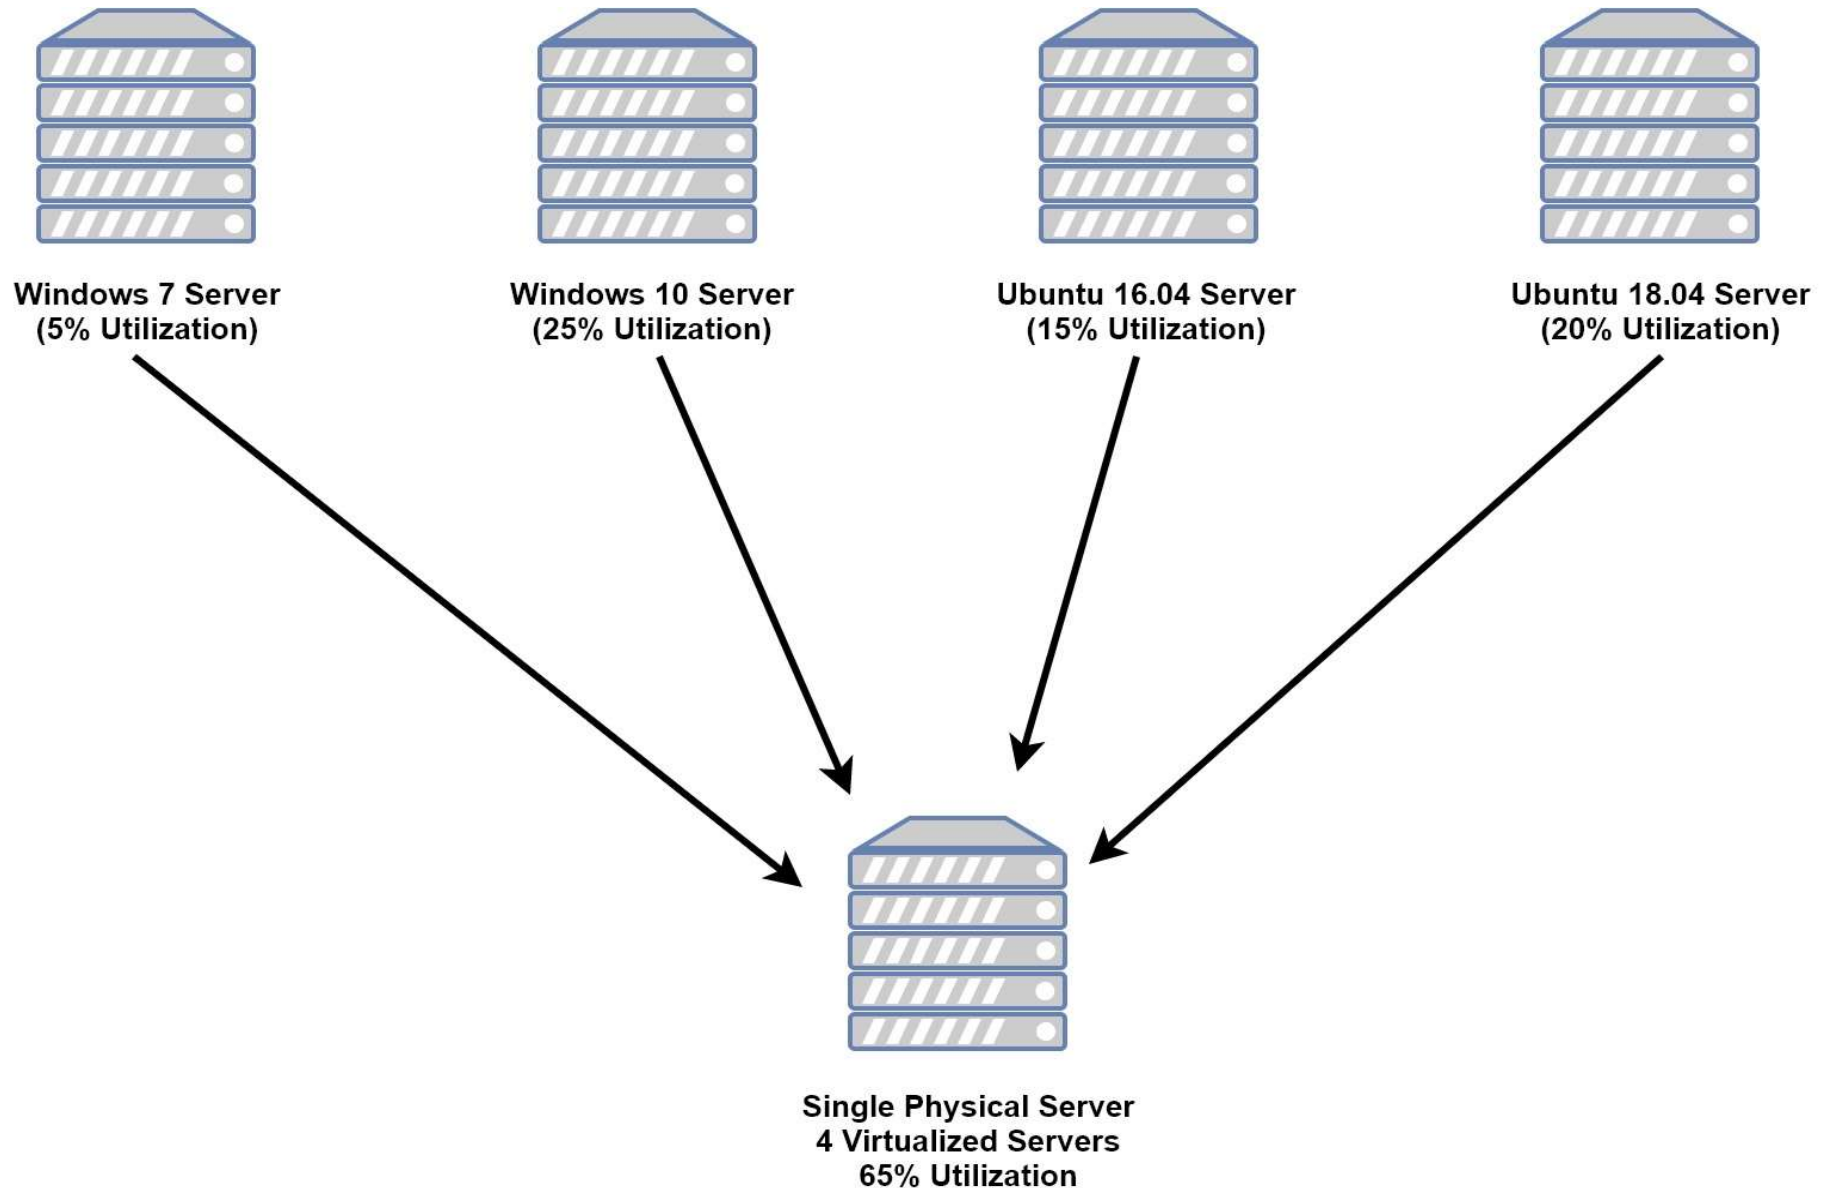 Windows 7 Server
(5% Utilization)
Windows 10 Server
(25% Utilization)
Ubuntu 16.04 Server
(15% Utilization)
Ubuntu 18.04 Server
(20% Utilization)
Single Physical Server
4 Virtualized Servers
65% Utilization